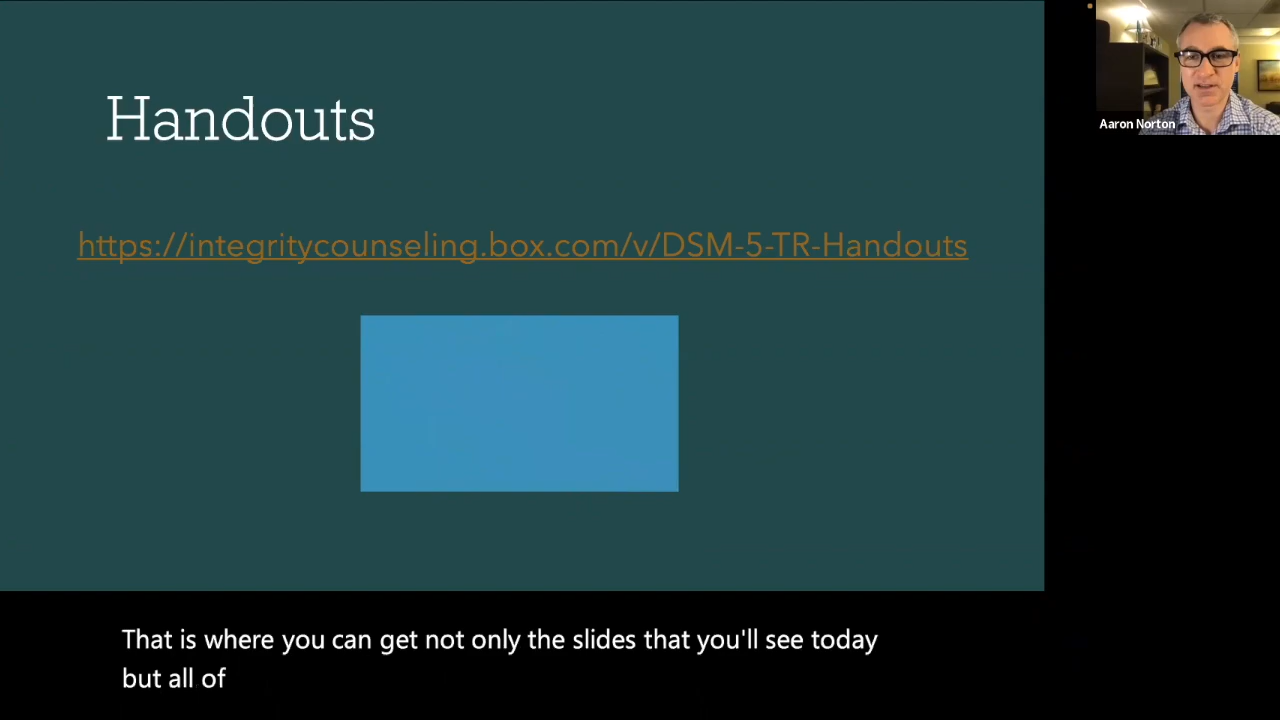 Handouts
https://integritycounseling.box.com/v/DSM-5-TR-Handouts
Aaron Norton
That is where you can get not only the slides that you'll see today
but all of